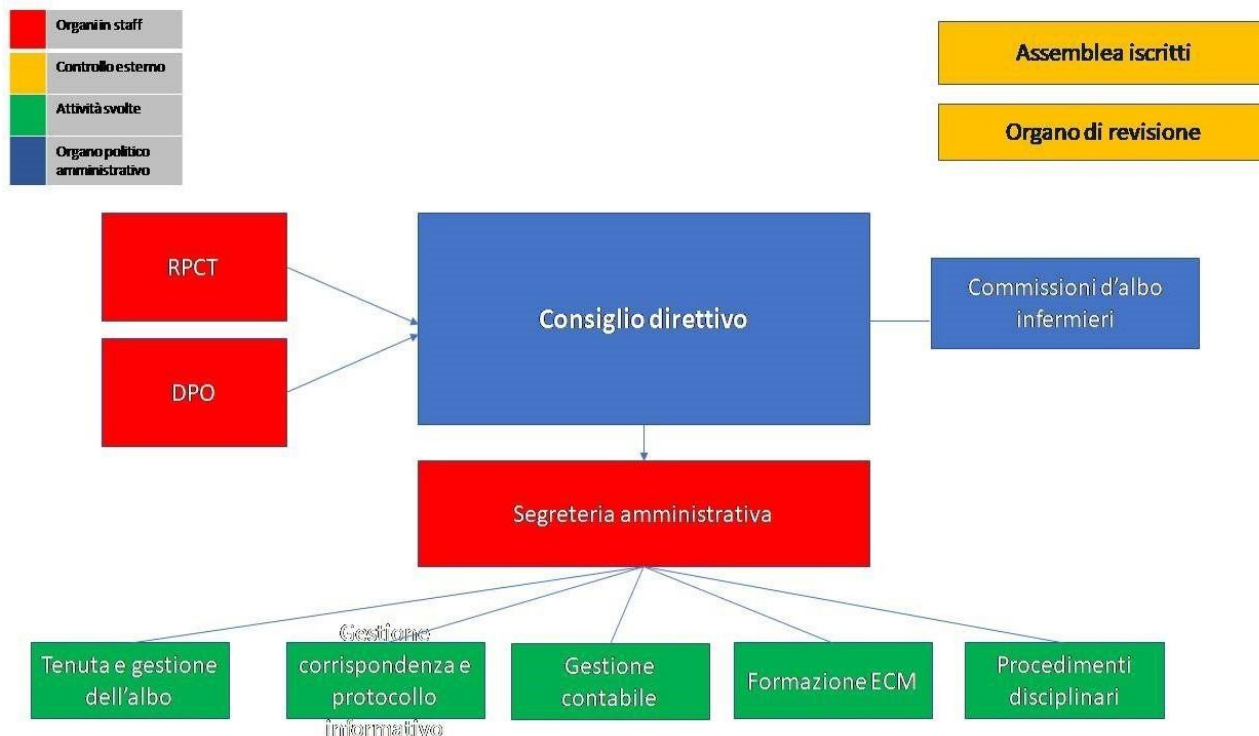 Organi in staff
Controllo esterno
Attività svolte
Organo politico
amministrativo
Assemblea iscritti
Organo di revisione
RPCT
DPO
Consiglio direttivo
Commissioni d'albo
infermieri
Segreteria amministrativa
Tenuta e gestione
dell'albo
Gestione
corrispondenza e
protocollo
informativo
Gestione
contabile
Formazione ECM
Procedimenti
disciplinari